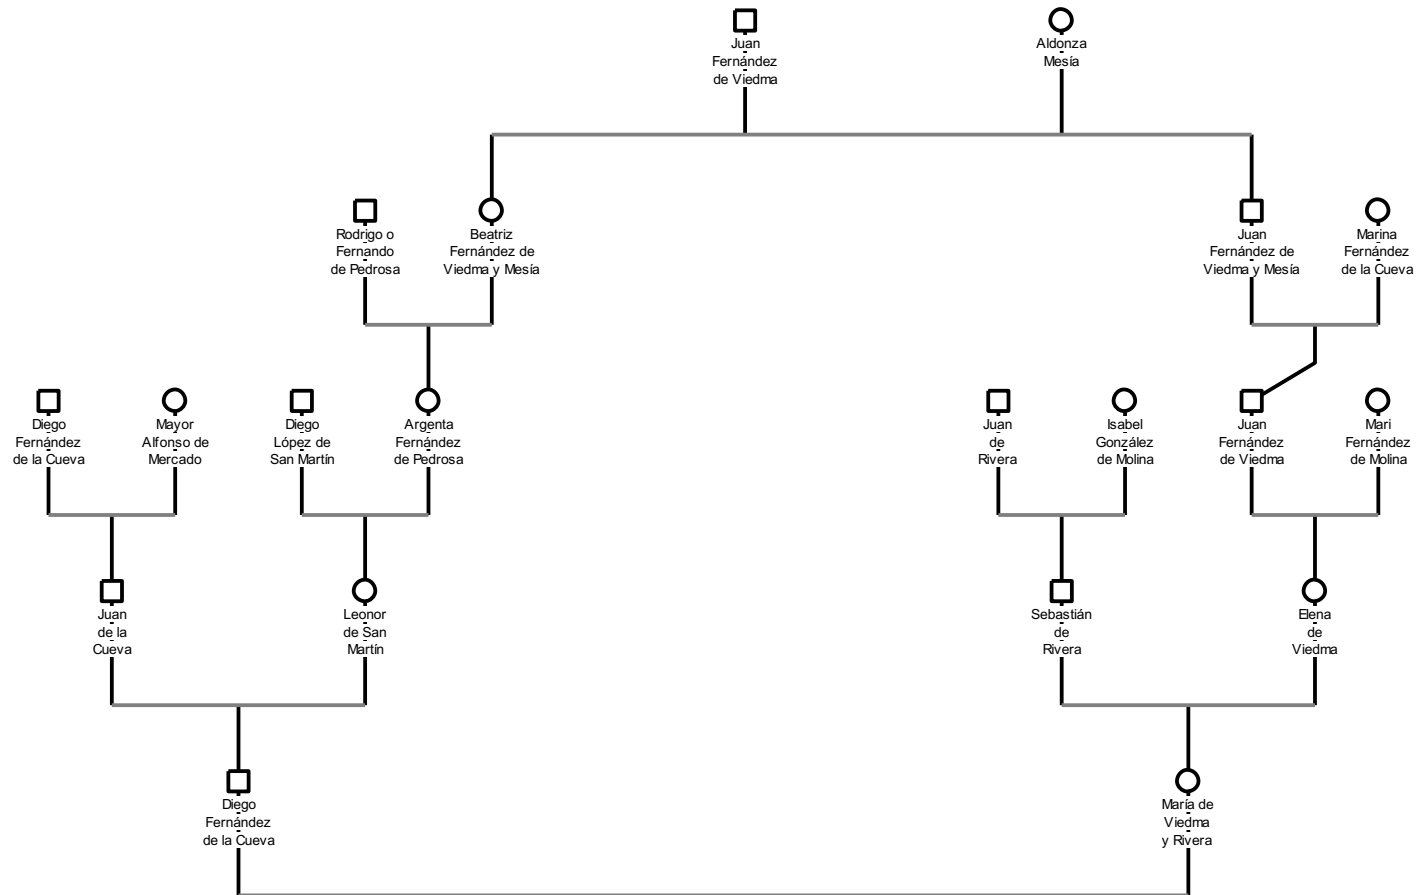 Juan
Fernández
de Viedma
Aldonza
Mesía
Rodrigo o
Fernando
de Pedrosa
Beatriz
Fernández de
Viedma y Mesía
Juan
Fernández de
Viedma y Mesía
Marina
Fernández
de la Cueva
Diego
Fernández
de la Cueva
Mayor
Alfonso de
Mercado
Diego
López de
San Martín
Argenta
Fernández
de Pedrosa
Juan
de
Rivera
Isabel
González
de Molina
Juan
Fernández
de Viedma
Mari
Fernández
de Molina
Juan
de la
Cueva
Leonor
de San
Martín
Sebastián
de
Rivera
Elena
de
Viedma
Diego
Fernández
de la Cueva
María de
Viedma
y Rivera